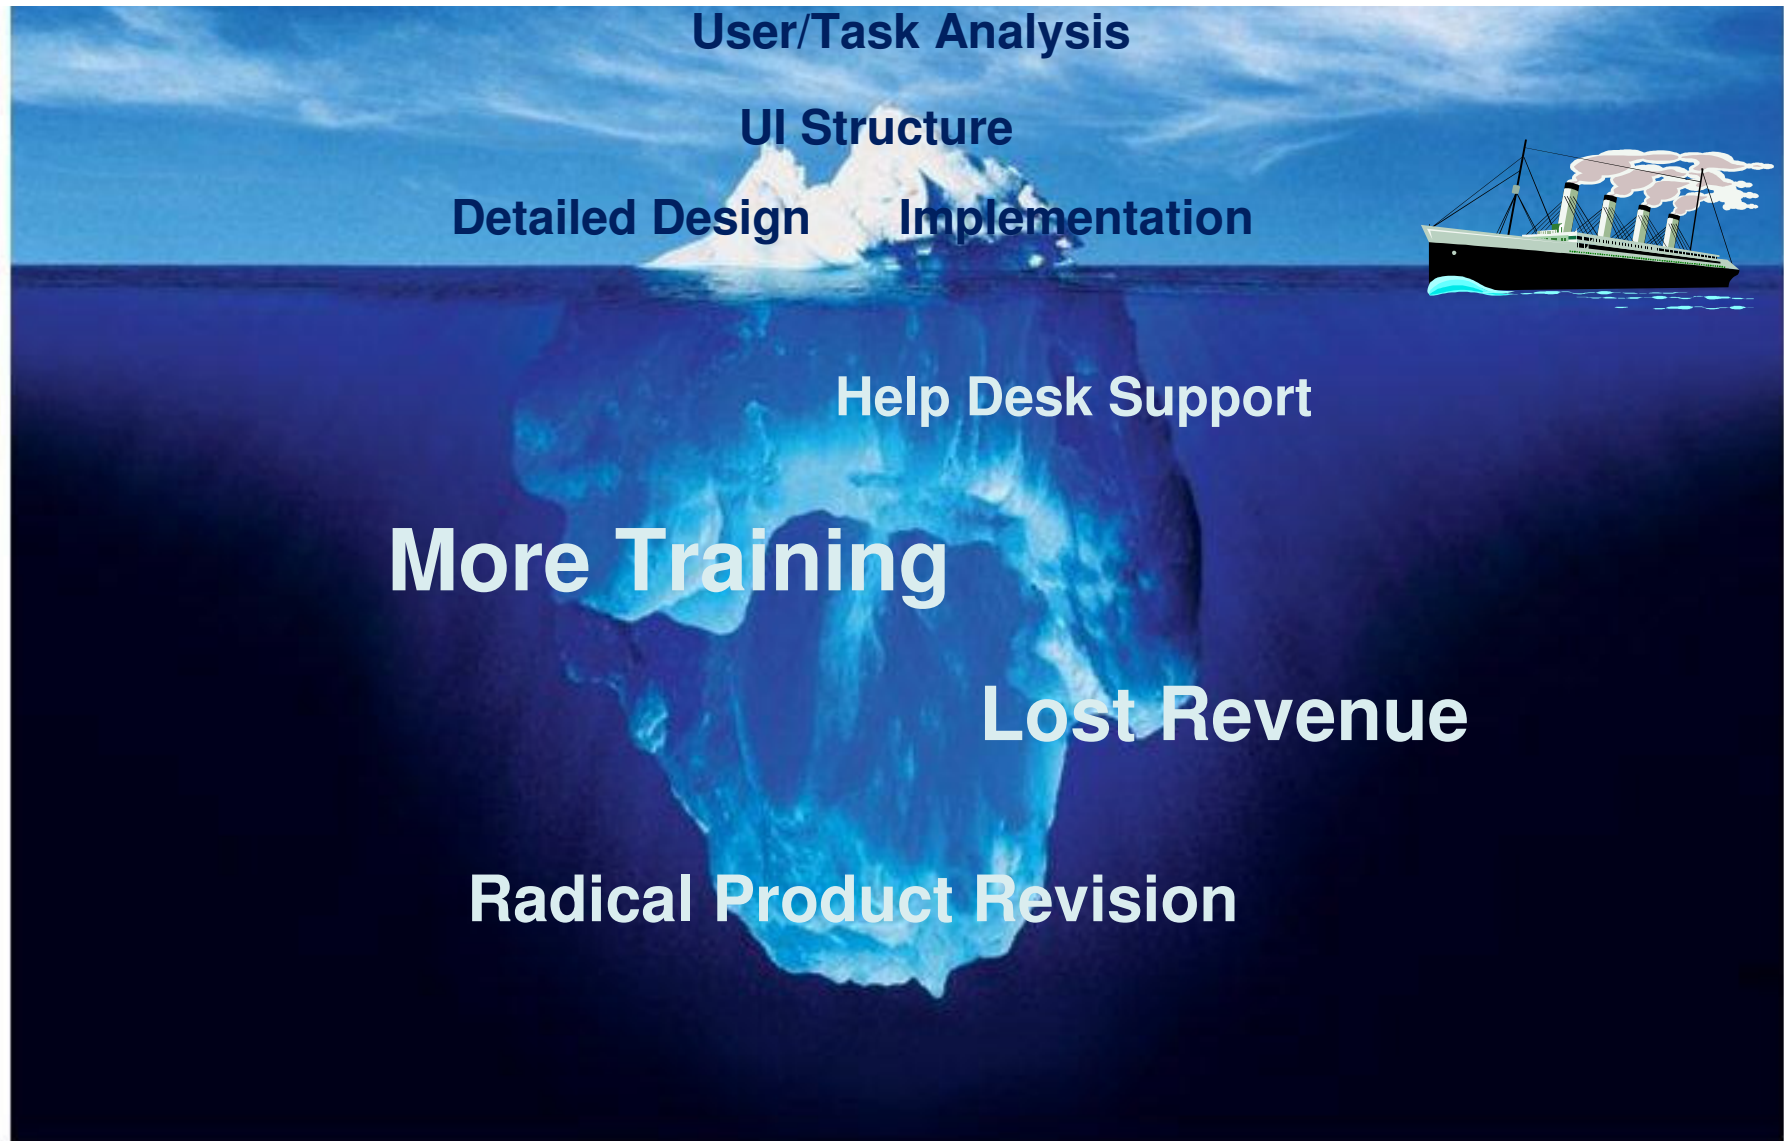 User/Task Analysis
UI Structure
Detailed Design
Implementation
Help Desk Support
More Training
Lost Revenue
Radical Product Revision